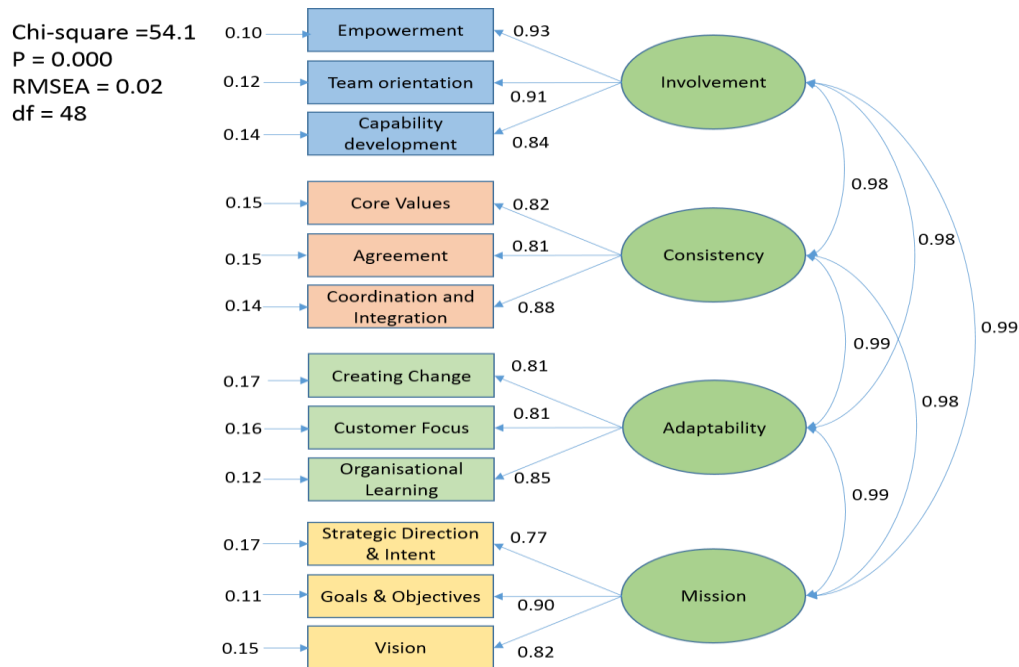 Chi-square =54.1
P = 0.000
RMSEA = 0.02
df = 48
0.10
Empowerment
0.93
0.12
Team orientation
0.91
Involvement
0.14
Capability
development
0.84
0.98
0.15
Core Values
0.82
0.15
Agreement
0.81
Consistency
0.98
0.14
Coordination and
Integration
0.88
0.99
0.99
0.17
Creating Change
0.81
0.98
0.16
Customer Focus
0.81
Adaptability
0.12
Organisational
Learning
0.85
0.99
0.17
Strategic Direction
& Intent
0.77
0.11
Goals & Objectives
0.90
Mission
0.15
Vision
0.82